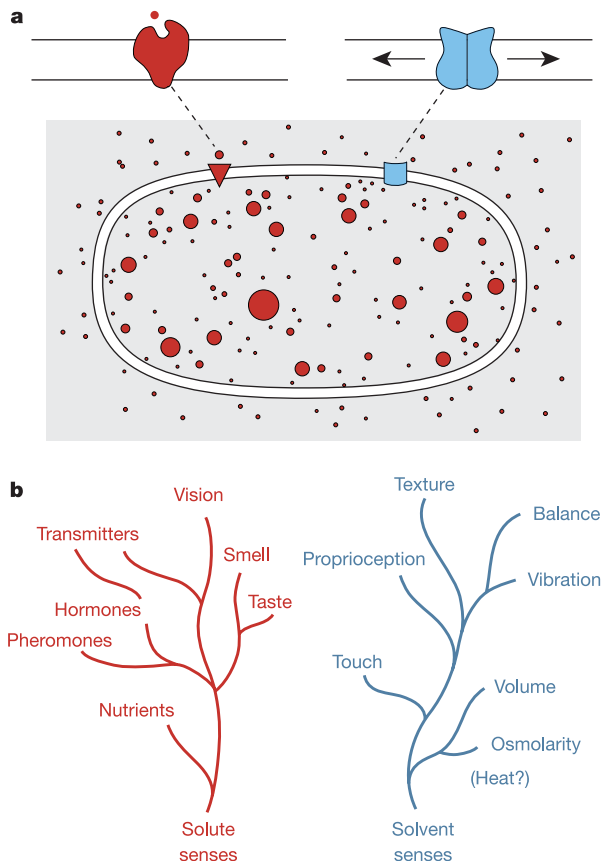 a
b
Vision
Transmitters
Smell
Taste
Hormones
Pheromones
Nutrients
Solute
senses
Texture
Balance
Proprioception
Vibration
Touch
Volume
Osmolarity
(Heat?)
Solvent
senses